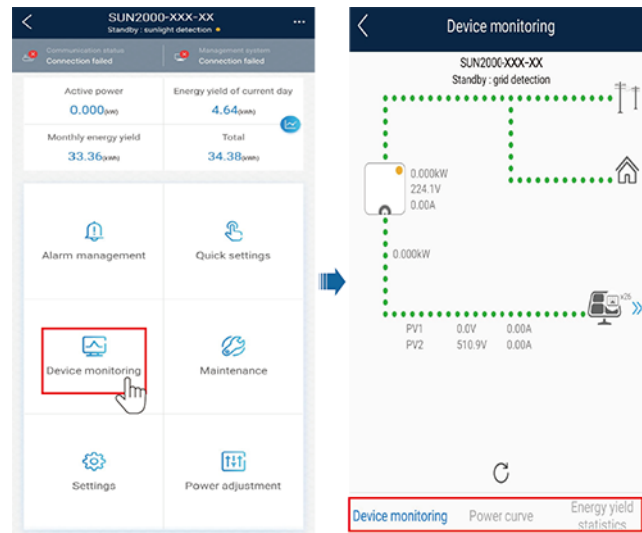 SUN2000-XXX-XX
Standby : sunlight detection
Communication status
Connection failed
Management system
Connection failed
Active power
0.000(kW)
Energy yield of current day
4.64(kWh)
Monthly energy yield
33.36(kWh)
Total
34.38(kWh)
Alarm management
Quick settings
Device monitoring
Maintenance
Settings
Power adjustment
Device monitoring
SUN2000-XXX-XX
Standby : grid detection
0.000kW
224.1V
0.00A
0.000kW
x26
PV1 0.0V 0.00A
PV2 510.9V 0.00A
Device monitoring
Power curve
Energy yield
statistics